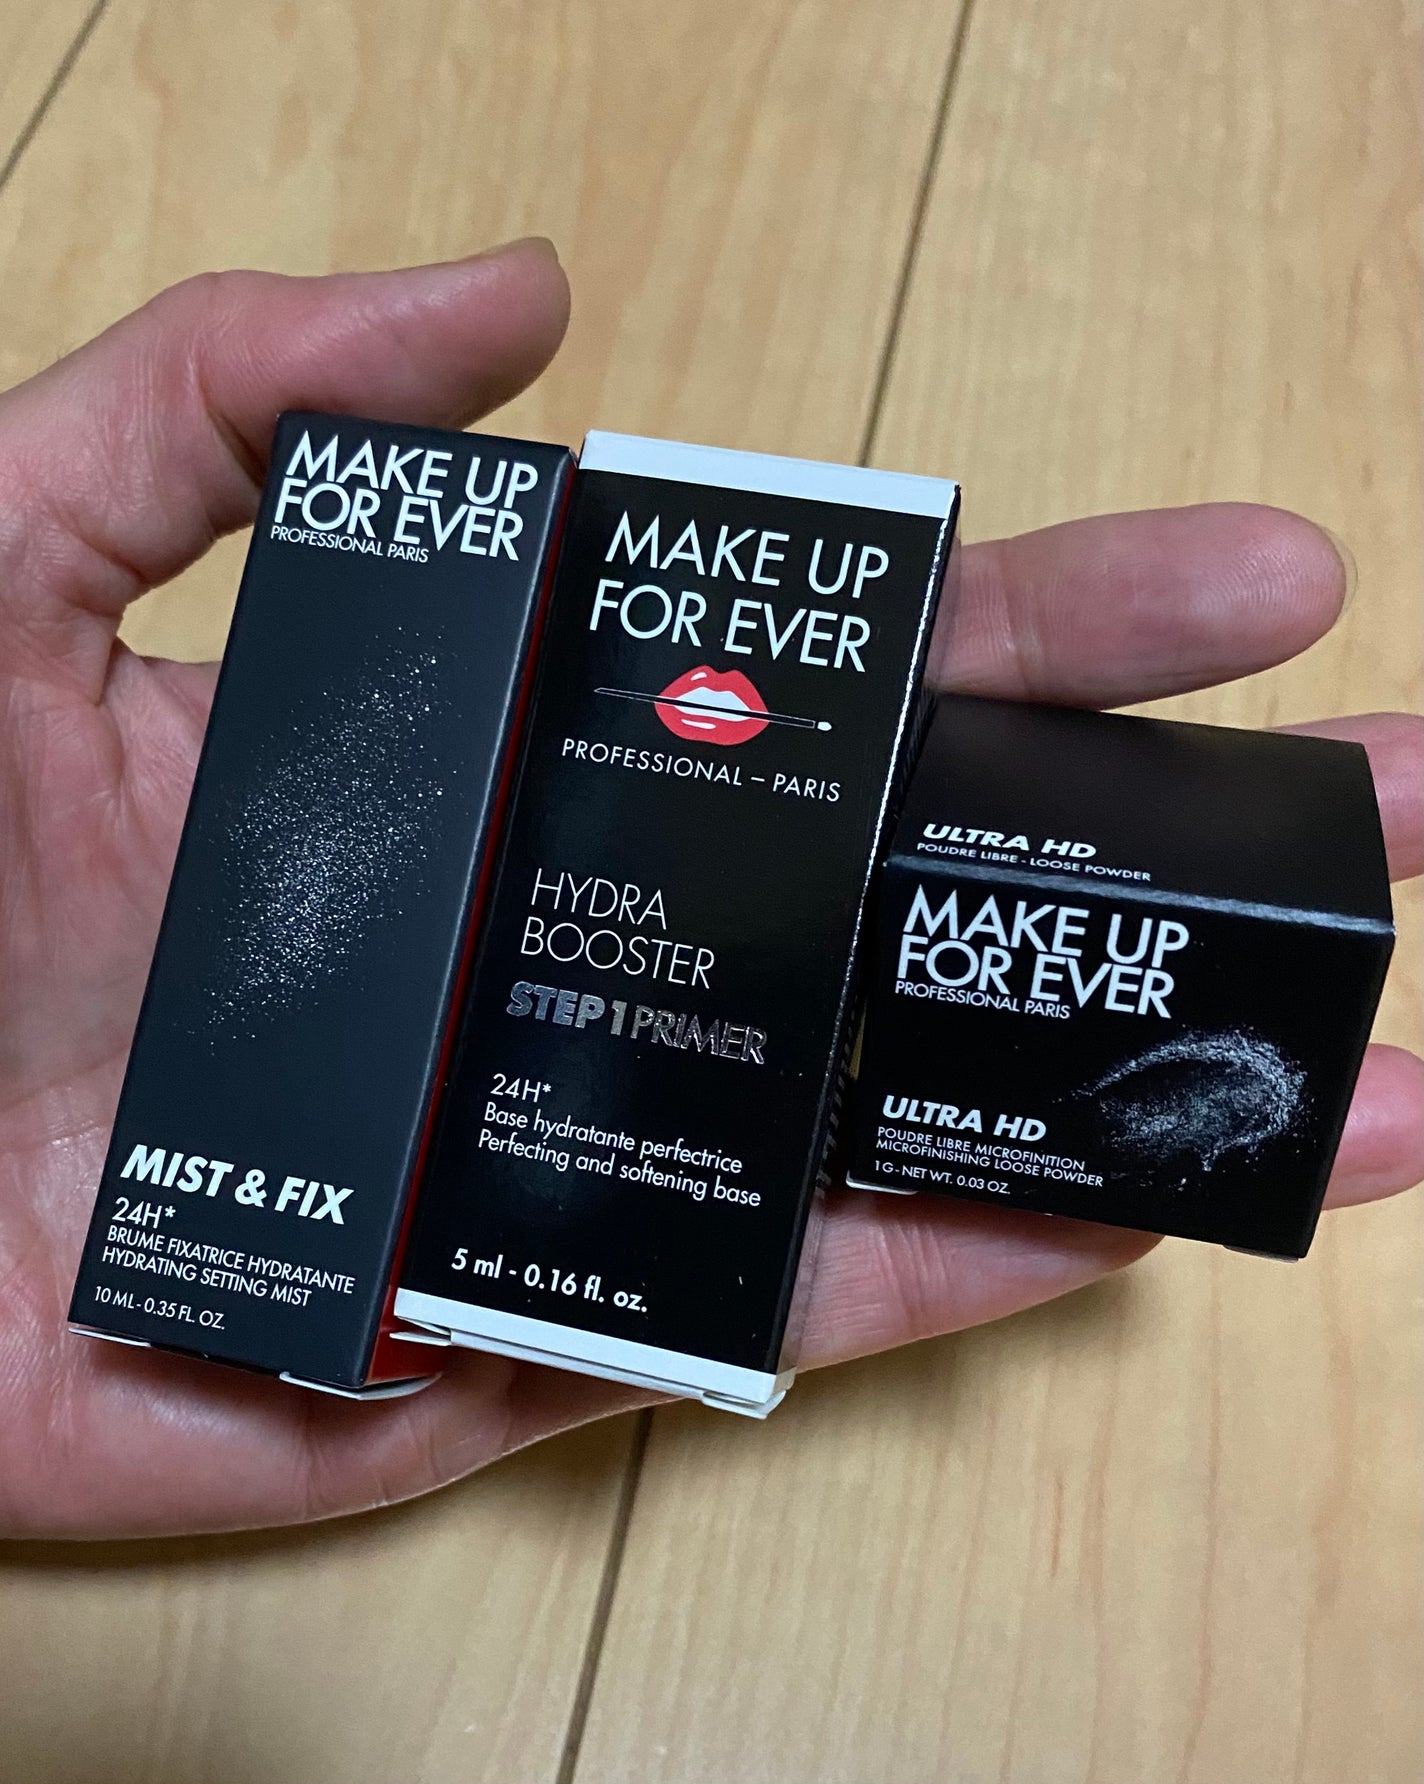 MAKE UP
FOR EVER
PROFESSIONAL PARIS
MIST & FIX
24H*
BRUME FIXATRICE HYDRATANTE
HYDRATING SETTING MIST
10 ML - 0.35 FL. OZ.
MAKE UP
FOR EVER
PROFESSIONAL – PARIS
HYDRA
BOOSTER
STEP 1 PRIMER
24H*
Base hydratante perfectrice
Perfecting and softening base
5 ml - 0.16 fl. oz.
ULTRA HD
POUDRE LIBRE - LOOSE POWDER
MAKE UP
FOR EVER
PROFESSIONAL PARIS
ULTRA HD
POUDRE LIBRE MICROFINITION
MICROFINISHING LOOSE POWDER
1 G - NET WT. 0.03 OZ.